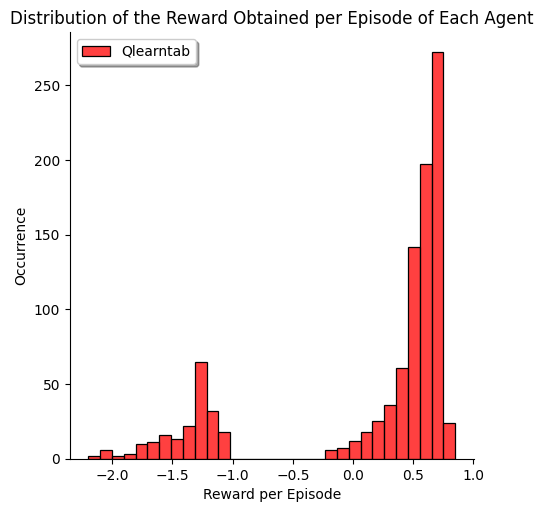 Distribution of the Reward Obtained per Episode of Each Agent
Qlearntab
250
200
150
100
50
0
Occurrence
−2.0 −1.5 −1.0 −0.5 0.0 0.5 1.0
Reward per Episode